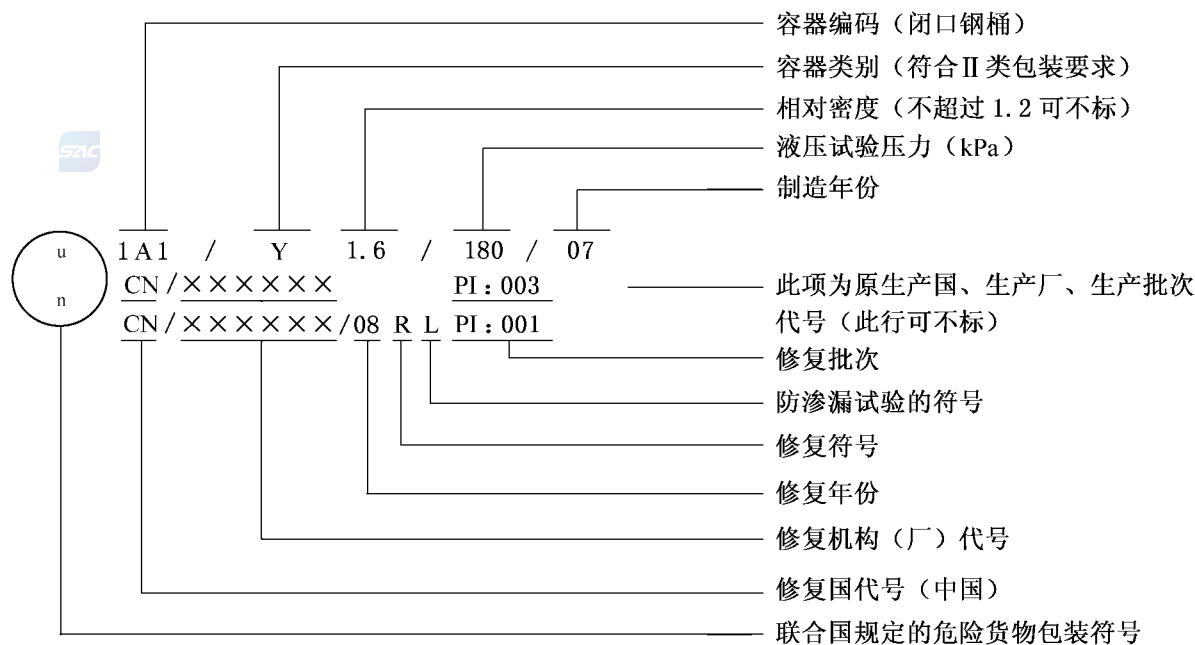 容器编码（闭口钢桶）
容器类别（符合Ⅱ类包装要求）
相对密度（不超过 1.2 可不标）
液压试验压力（kPa）
制造年份
SAC
u
n
1A1 / Y 1.6 / 180 / 07
CN/×××××× PI：003
CN/××××××/08 R L PI：001
此项为原生产国、生产厂、生产批次
代号（此行可不标）
修复批次
防渗漏试验的符号
修复符号
修复年份
修复机构（厂）代号
修复国代号（中国）
联合国规定的危险货物包装符号